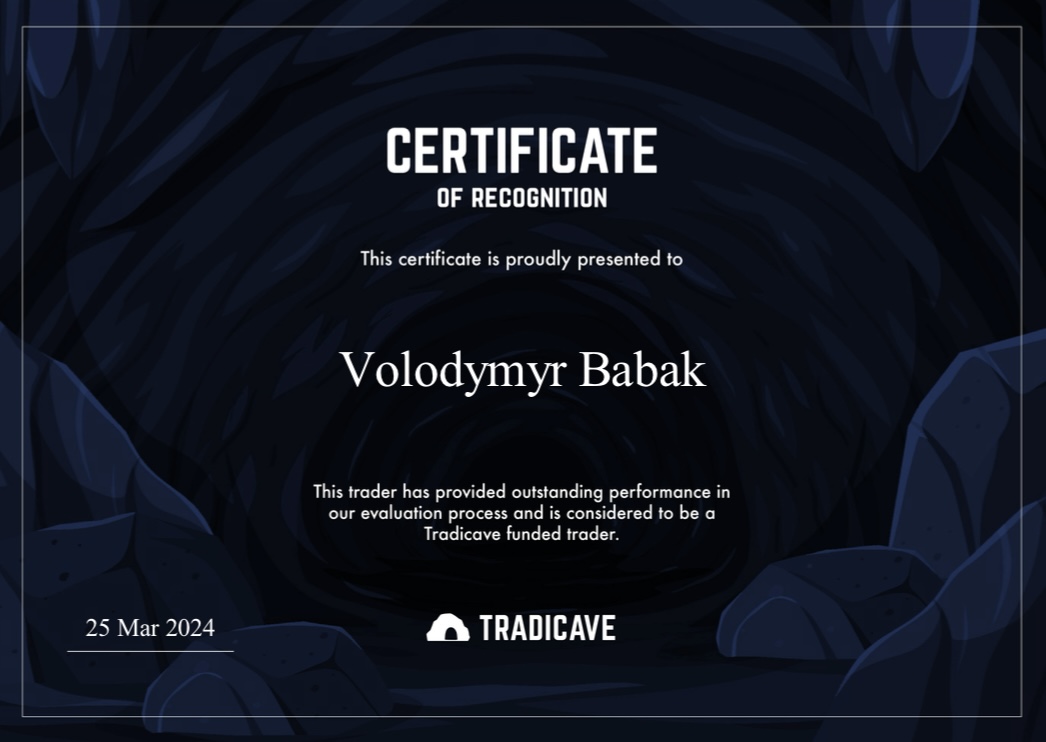 CERTIFICATE
OF RECOGNITION
This certificate is proudly presented to
Volodymyr Babak
This trader has provided outstanding performance in
our evaluation process and is considered to be a
Tradicave funded trader.
25 Mar 2024
TRADICAVE